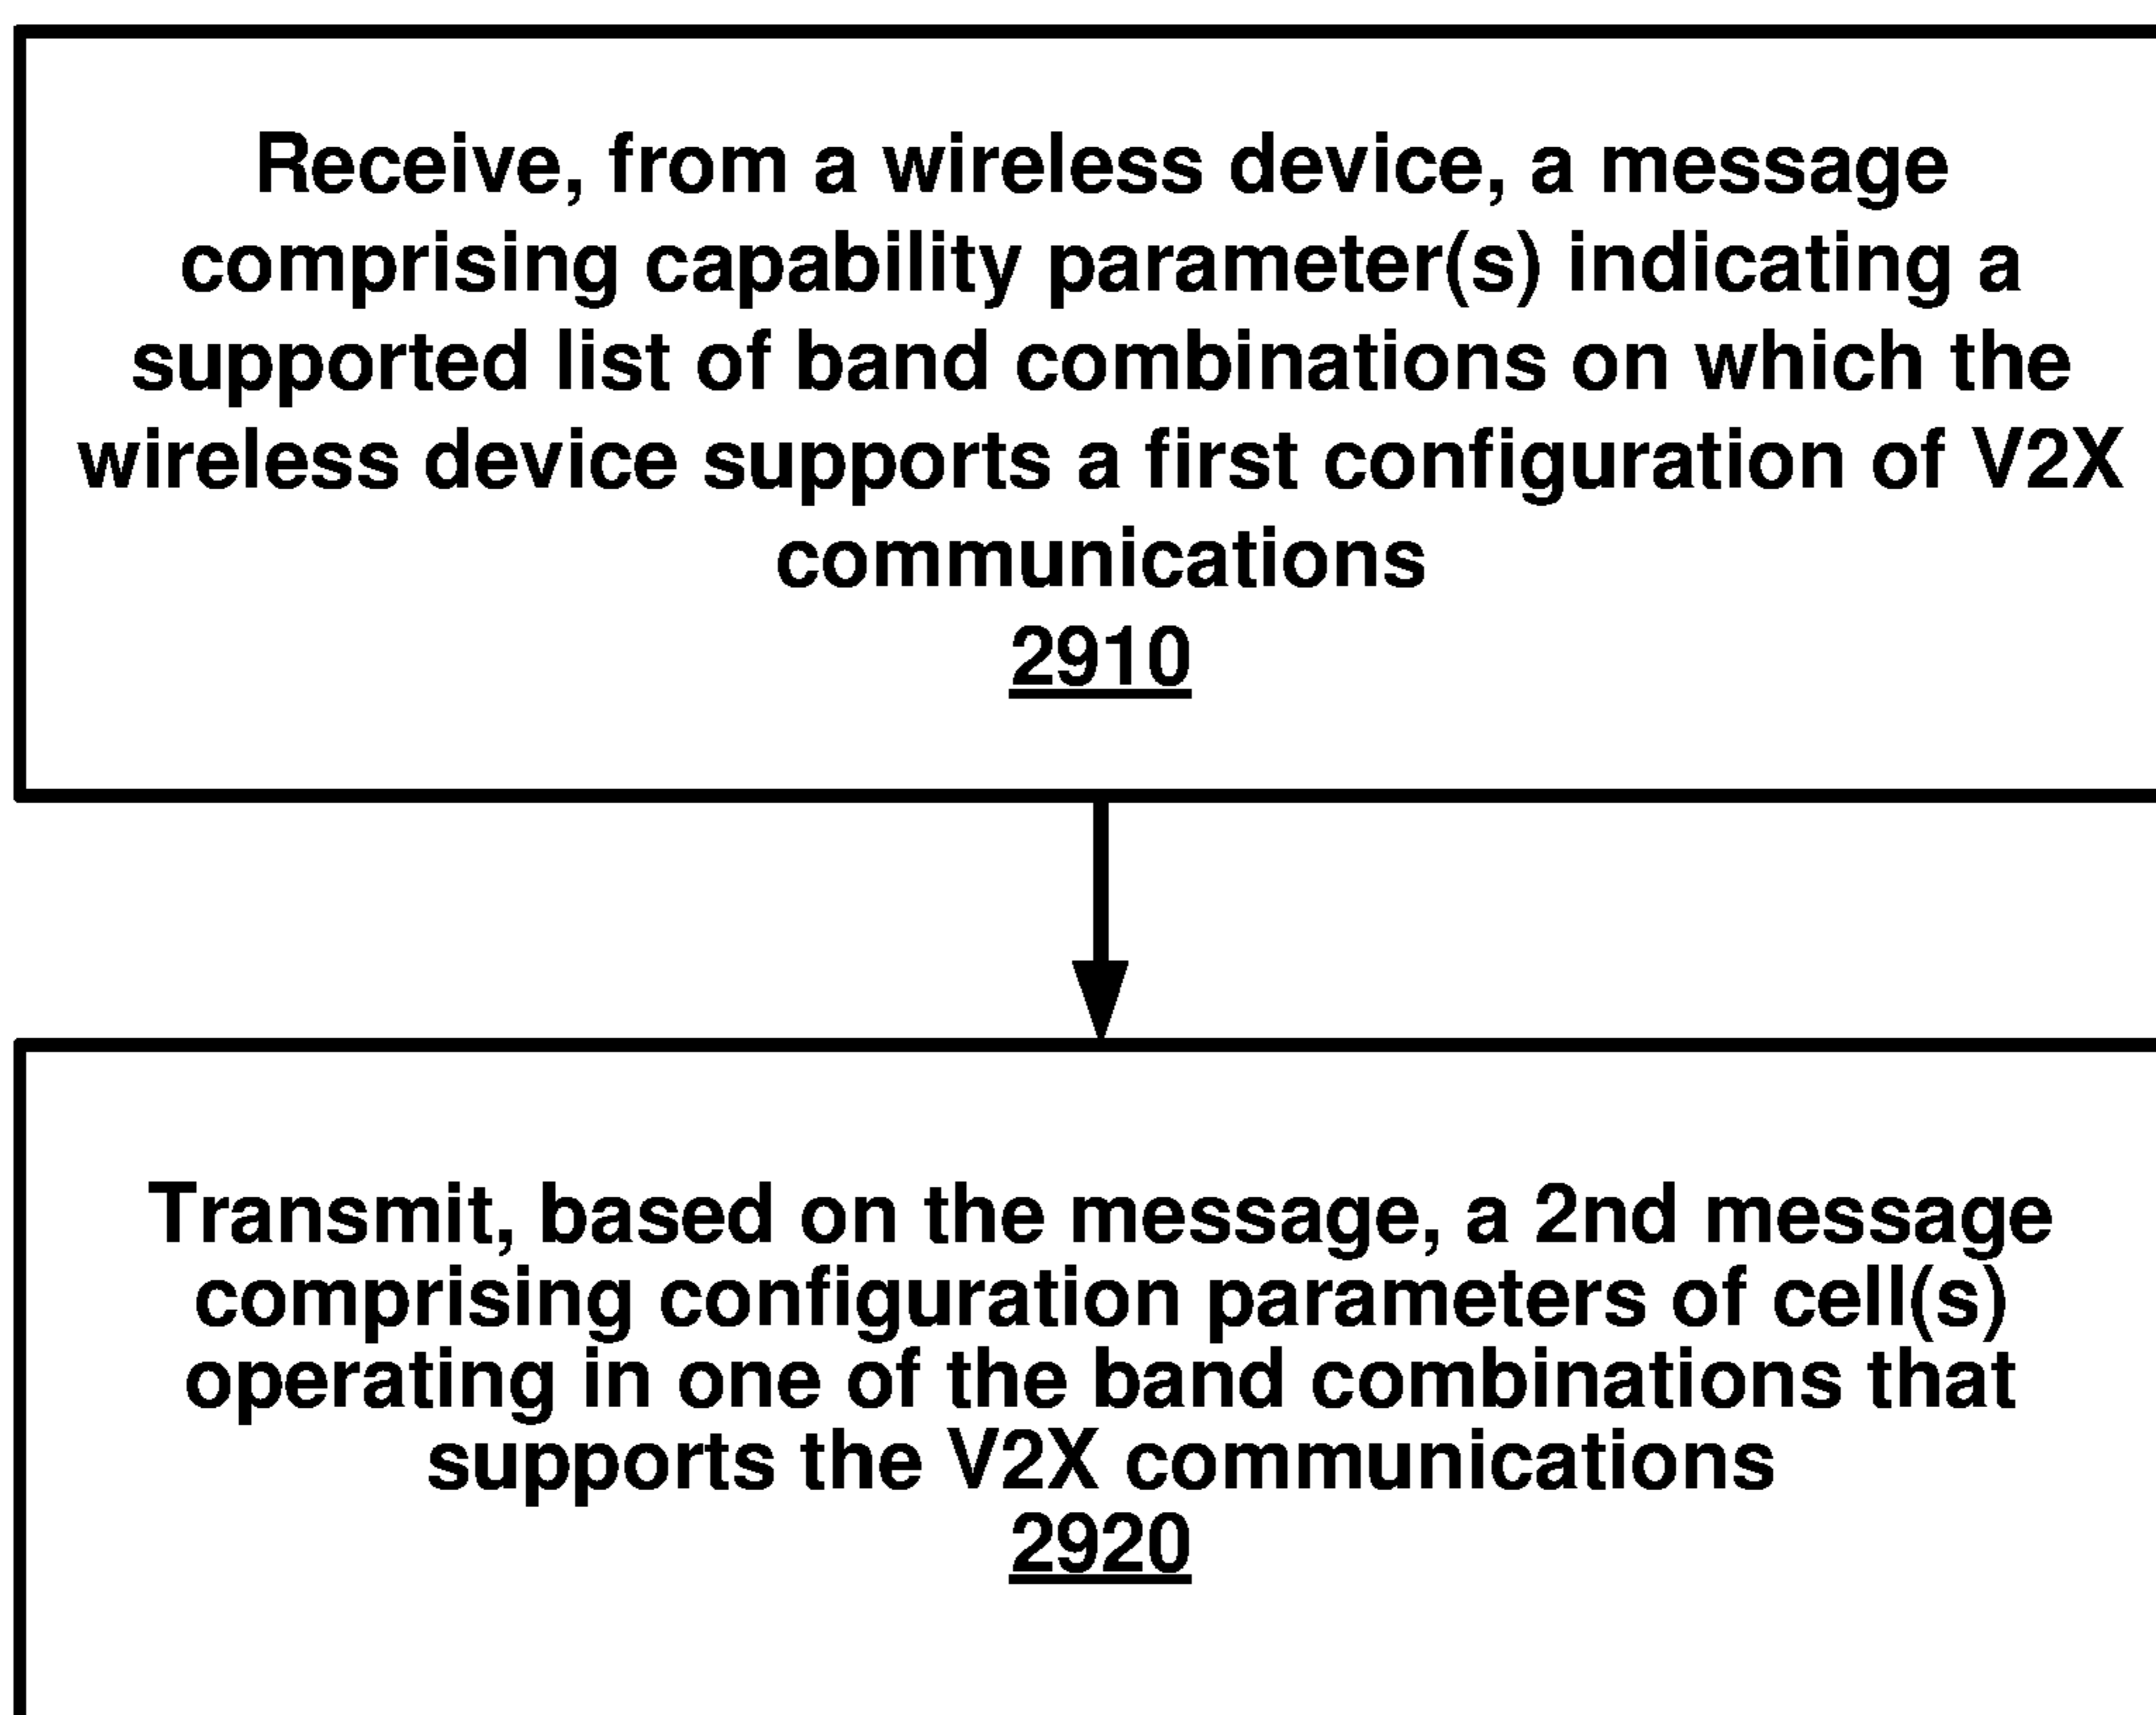 Receive, from a wireless device, a message
comprising capability parameter(s) indicating a
supported list of band combinations on which the
wireless device supports a first configuration of V2X
communications
2910
Transmit, based on the message, a 2nd message
comprising configuration parameters of cell(s)
operating in one of the band combinations that
supports the V2X communications
2920